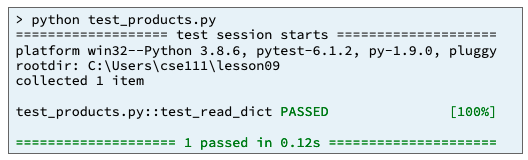 > python test_products.py
=================== test session starts ====================
platform win32--Python 3.8.6, pytest-6.1.2, py-1.9.0, pluggy
rootdir: C:\Users\cse111\lesson09
collected 1 item
test_products.py::test_read_dict PASSED               [100%]
==================== 1 passed in 0.12s =====================